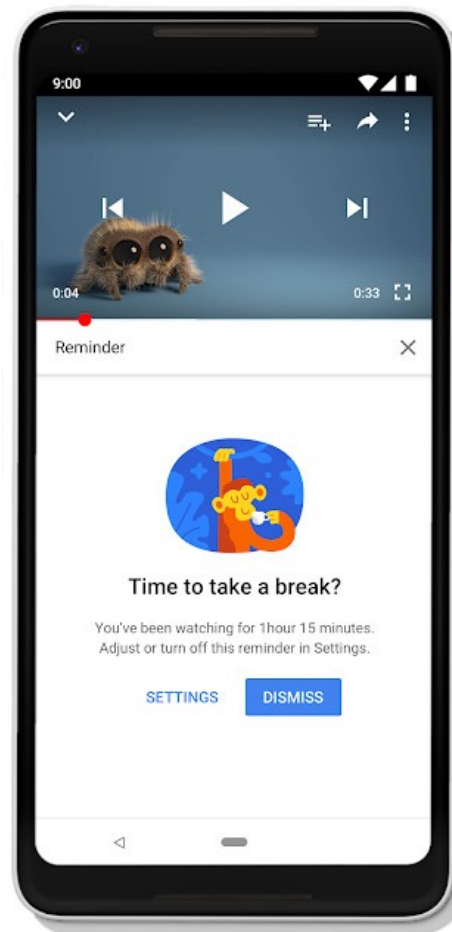 9:00
0:04
0:33
Reminder
Time to take a break?
You've been watching for 1hour 15 minutes.
Adjust or turn off this reminder in Settings.
SETTINGS
DISMISS